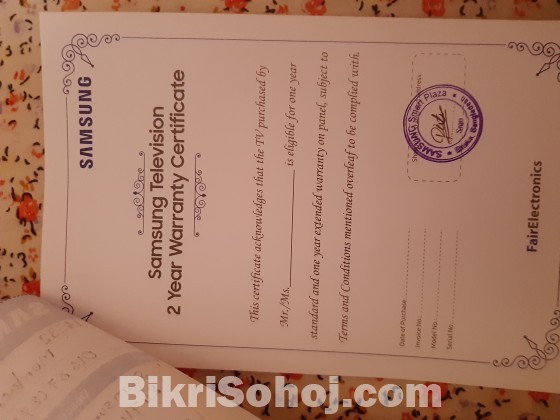 SAMSUNG
Samsung Television
2 Year Warranty Certificate
This certificate acknowledges that the TV purchased by
Mr./Ms. is eligible for one year
standard and one year extended warranty on panel, subject to
Terms and Conditions mentioned overleaf to be complied with.
Date of Purchase
Invoice No.
Model No.
Serial No.
SAMSUNG Smart Plaza
FairElectronics
BikriSohoj.com